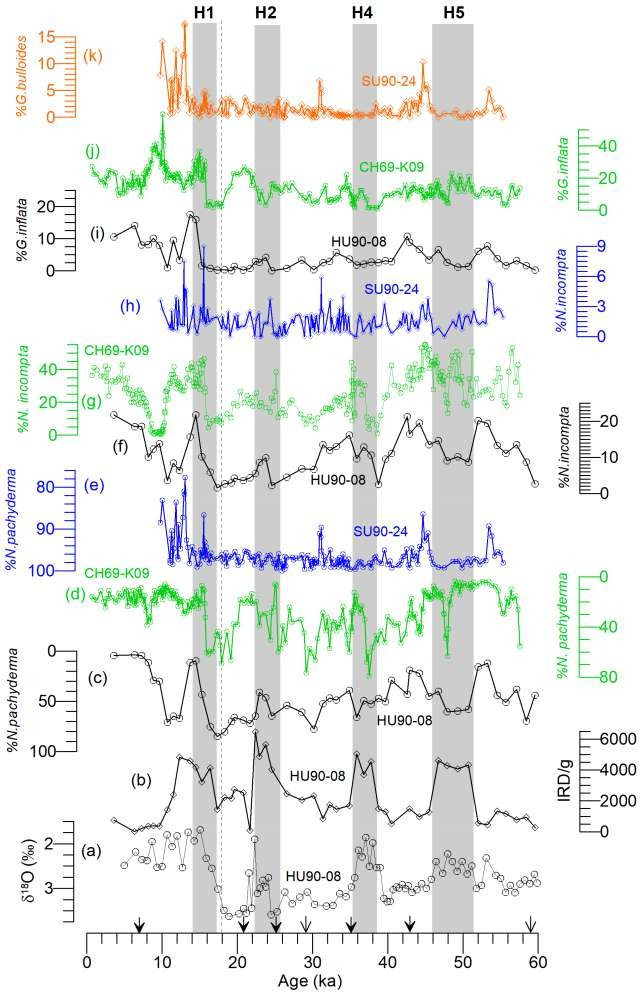 H1 H2 H4 H5
15
10
5
0
%G.bulloides
(k)
SU90-24
(j)
CH69-K09
40
20
0
%G.inflata
20
10
0
%G.inflata
(i)
HU90-08
9
6
3
0
%N.incompta
(h)
SU90-24
CH69-K09
40
20
0
%N. incompta
(g)
20
10
0
%N.incompta
(f)
HU90-08
80
90
100
%N.pachyderma
(e)
SU90-24
CH69-K09
0
40
80
%N. pachyderma
(d)
0
50
100
%N.pachyderma
(c)
HU90-08
6000
4000
2000
0
IRD/g
(b)
HU90-08
2
3
δ18O (‰)
(a)
HU90-08
0 10 20 30 40 50 60
Age (ka)